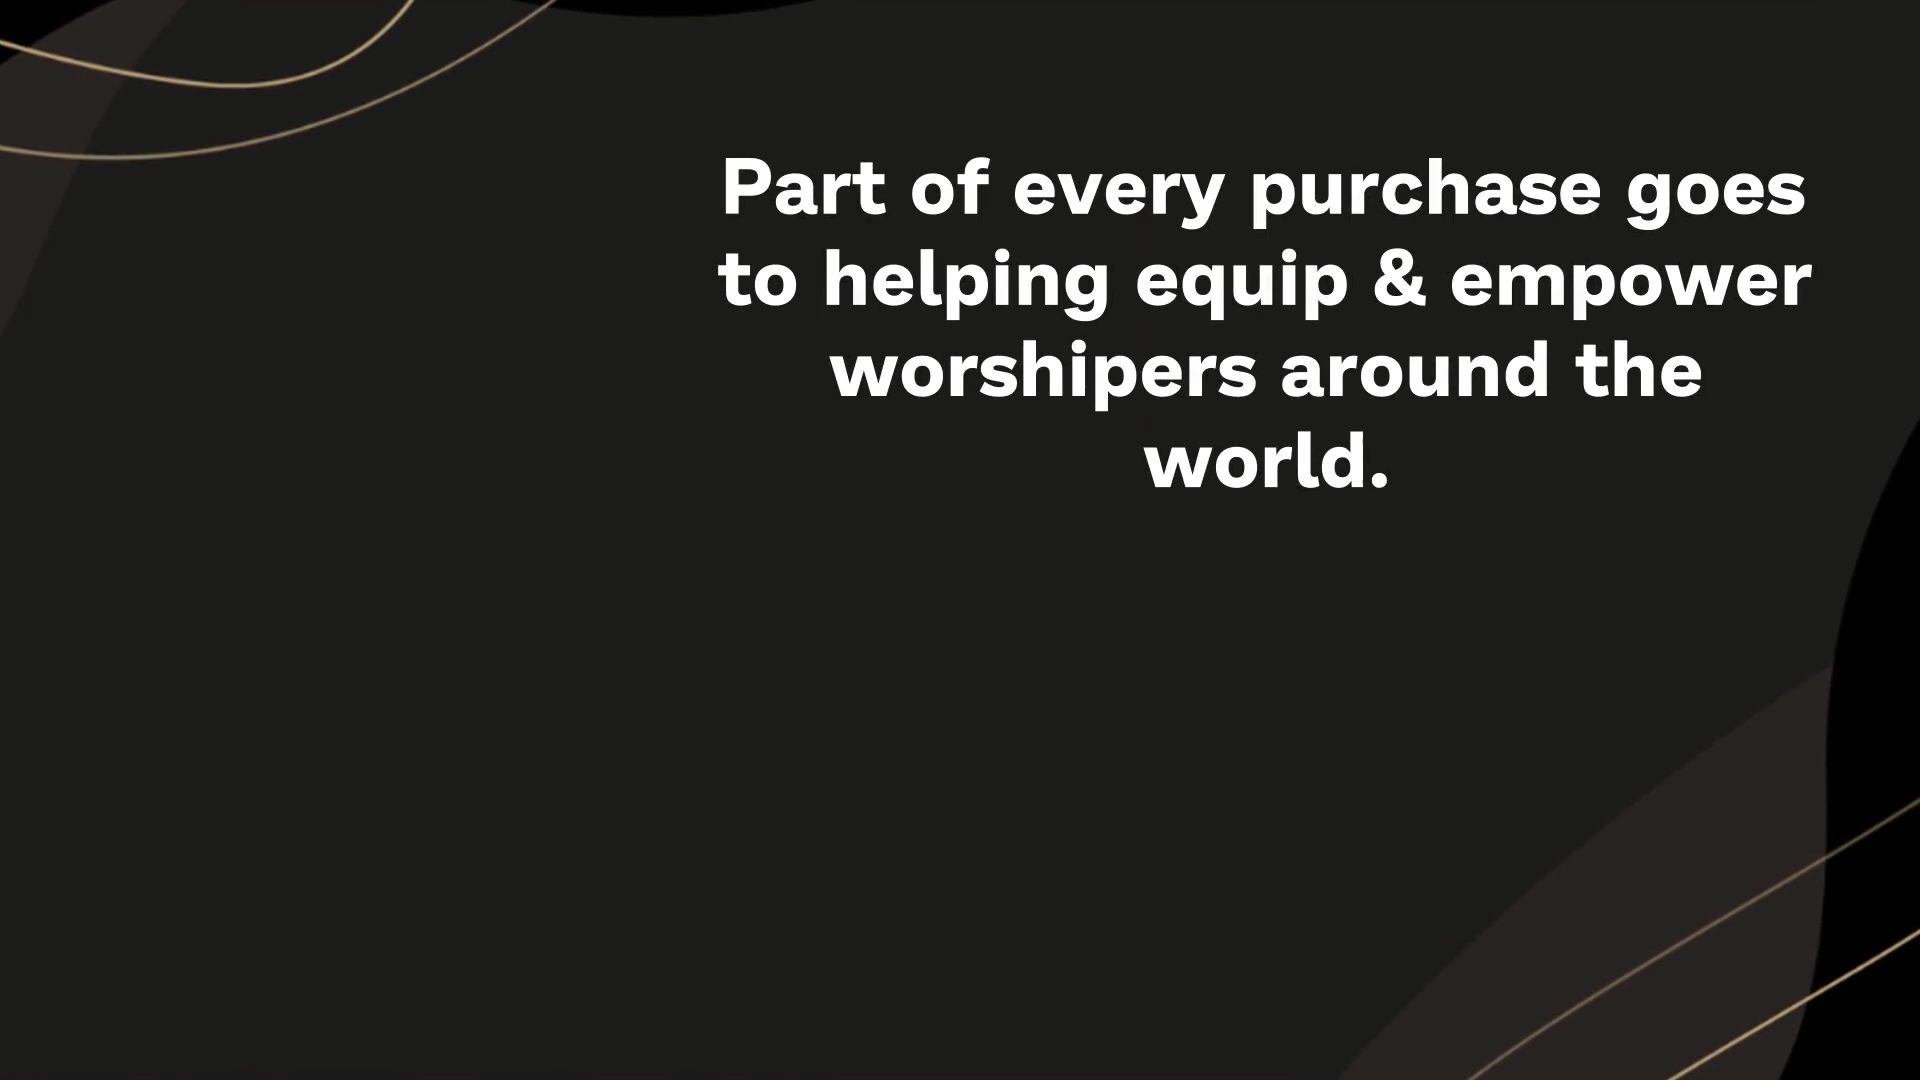 Part of every purchase goes
to helping equip & empower
worshipers around the
world.